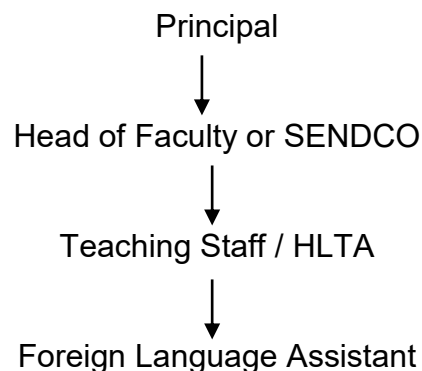 Principal
Head of Faculty or SENDCO
Teaching Staff / HLTA
Foreign Language Assistant